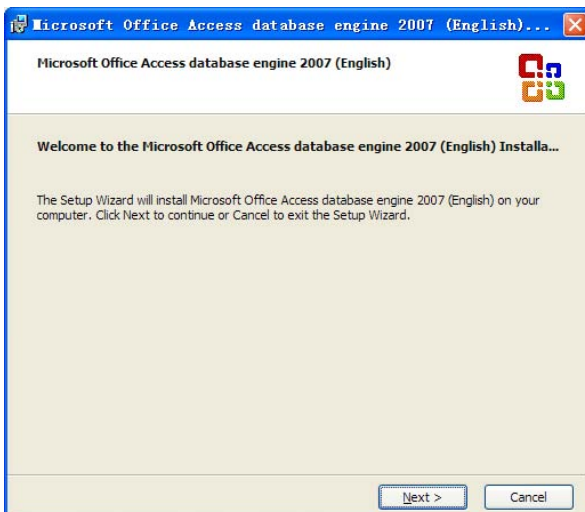 Microsoft Office Access database engine 2007 (English)...
Microsoft Office Access database engine 2007 (English)
Welcome to the Microsoft Office Access database engine 2007 (English) Installa...
The Setup Wizard will install Microsoft Office Access database engine 2007 (English) on your
computer. Click Next to continue or Cancel to exit the Setup Wizard.
Next > Cancel